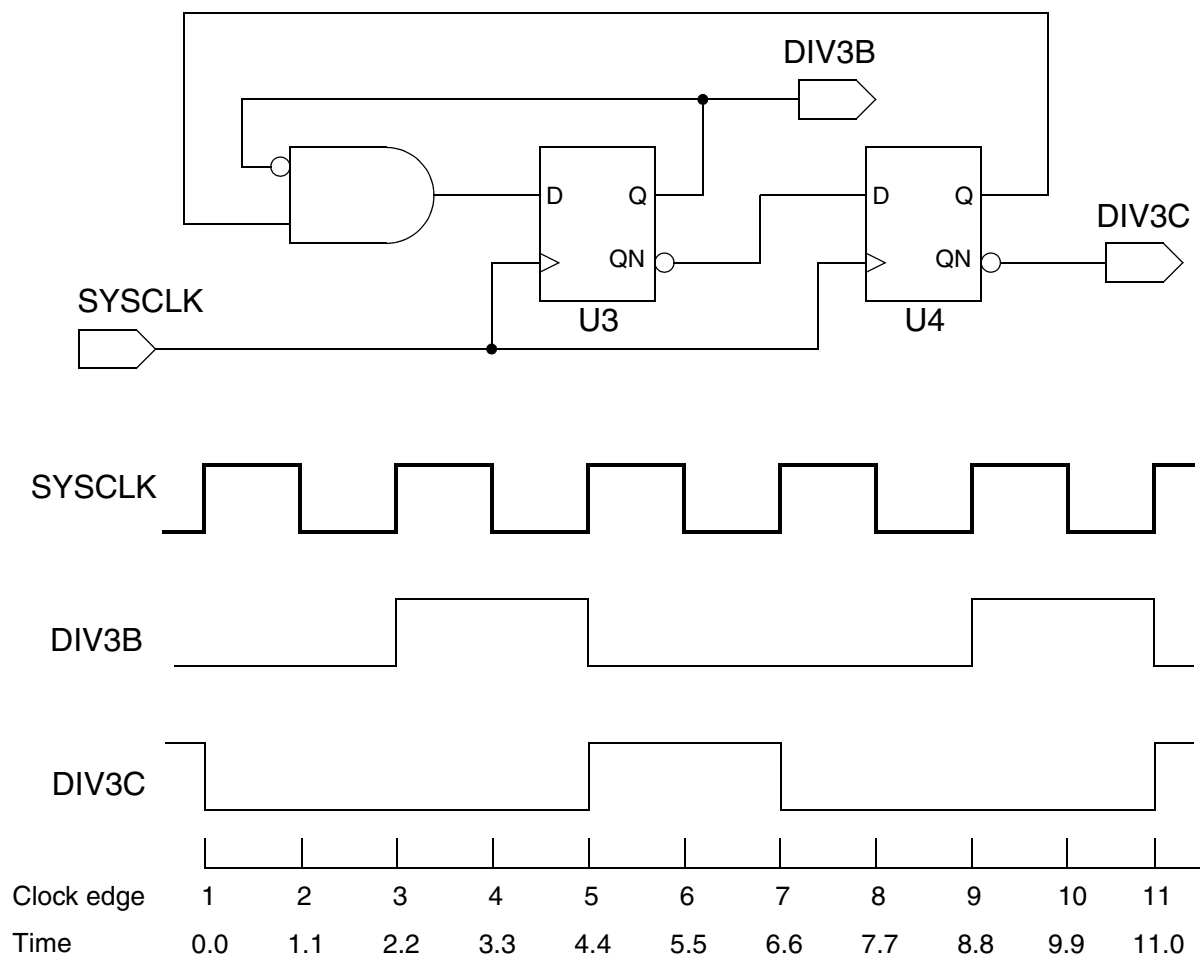 DIV3B
D Q D Q
DIV3C
QN QN
SYSCLK
U3 U4
SYSCLK
DIV3B
DIV3C
Clock edge 1 2 3 4 5 6 7 8 9 10 11
Time 0.0 1.1 2.2 3.3 4.4 5.5 6.6 7.7 8.8 9.9 11.0